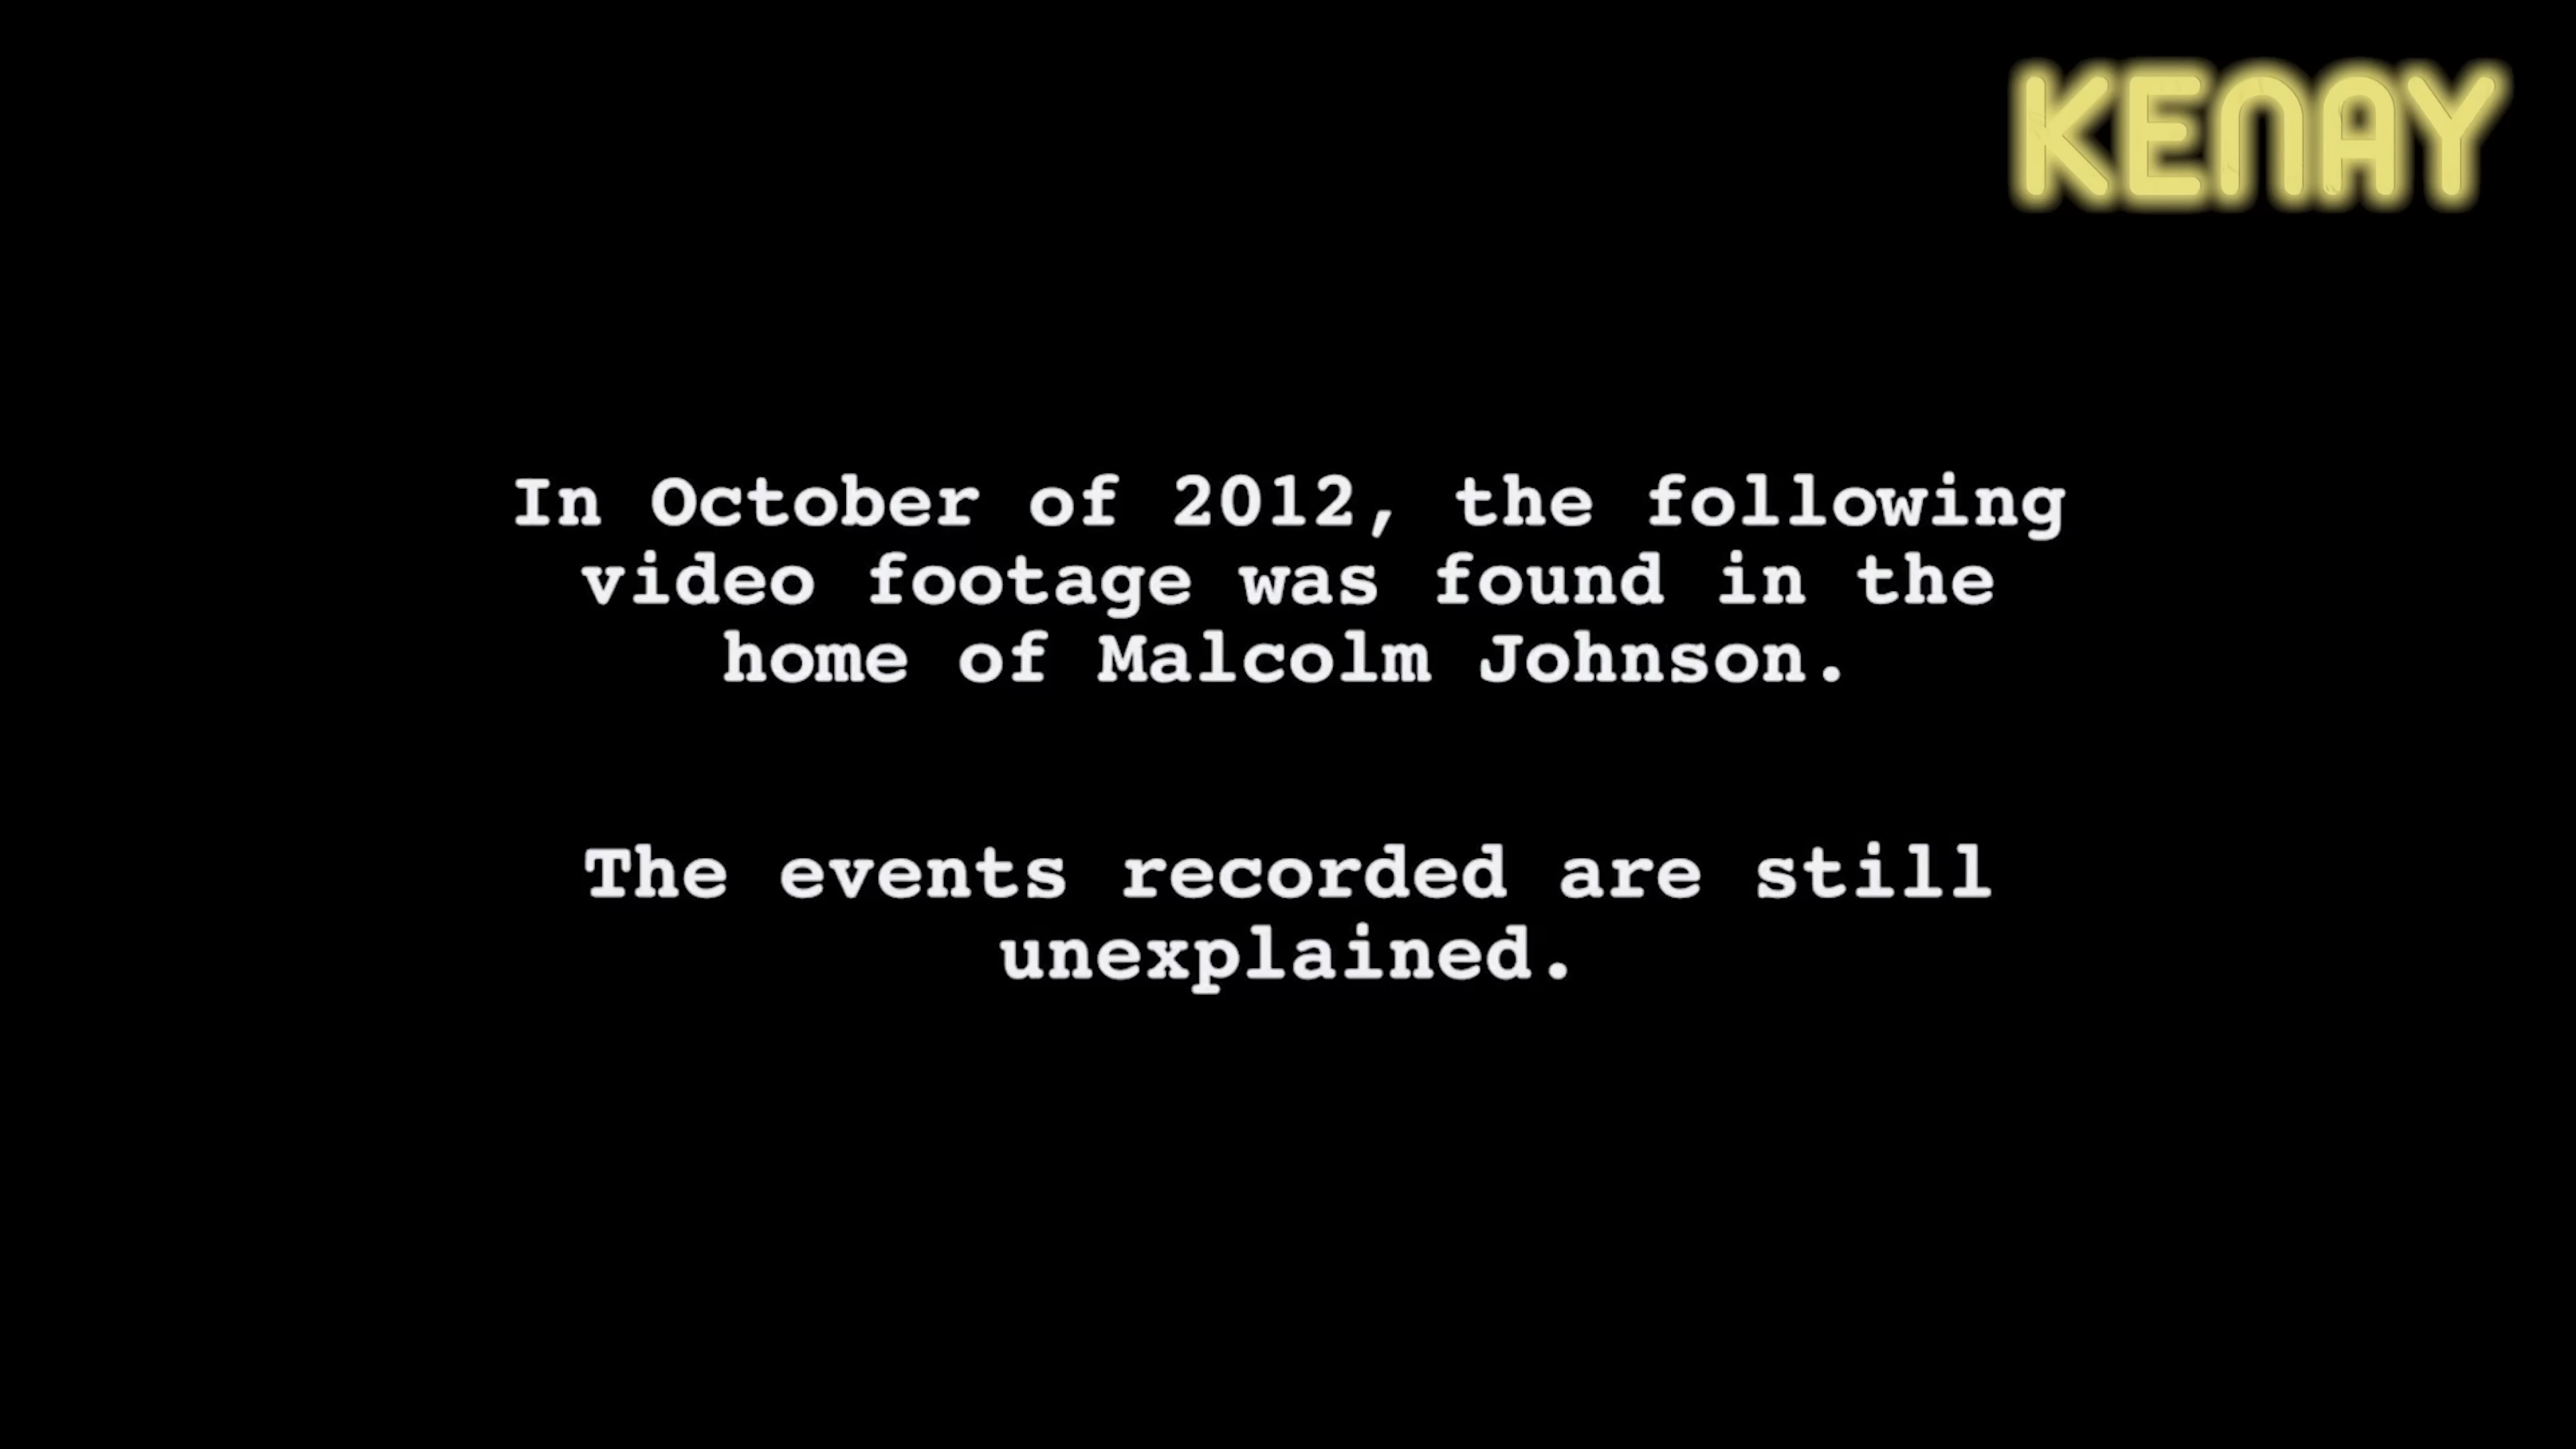 KENAY
In October of 2012, the following
video footage was found in the
home of Malcolm Johnson.
The events recorded are still
unexplained.